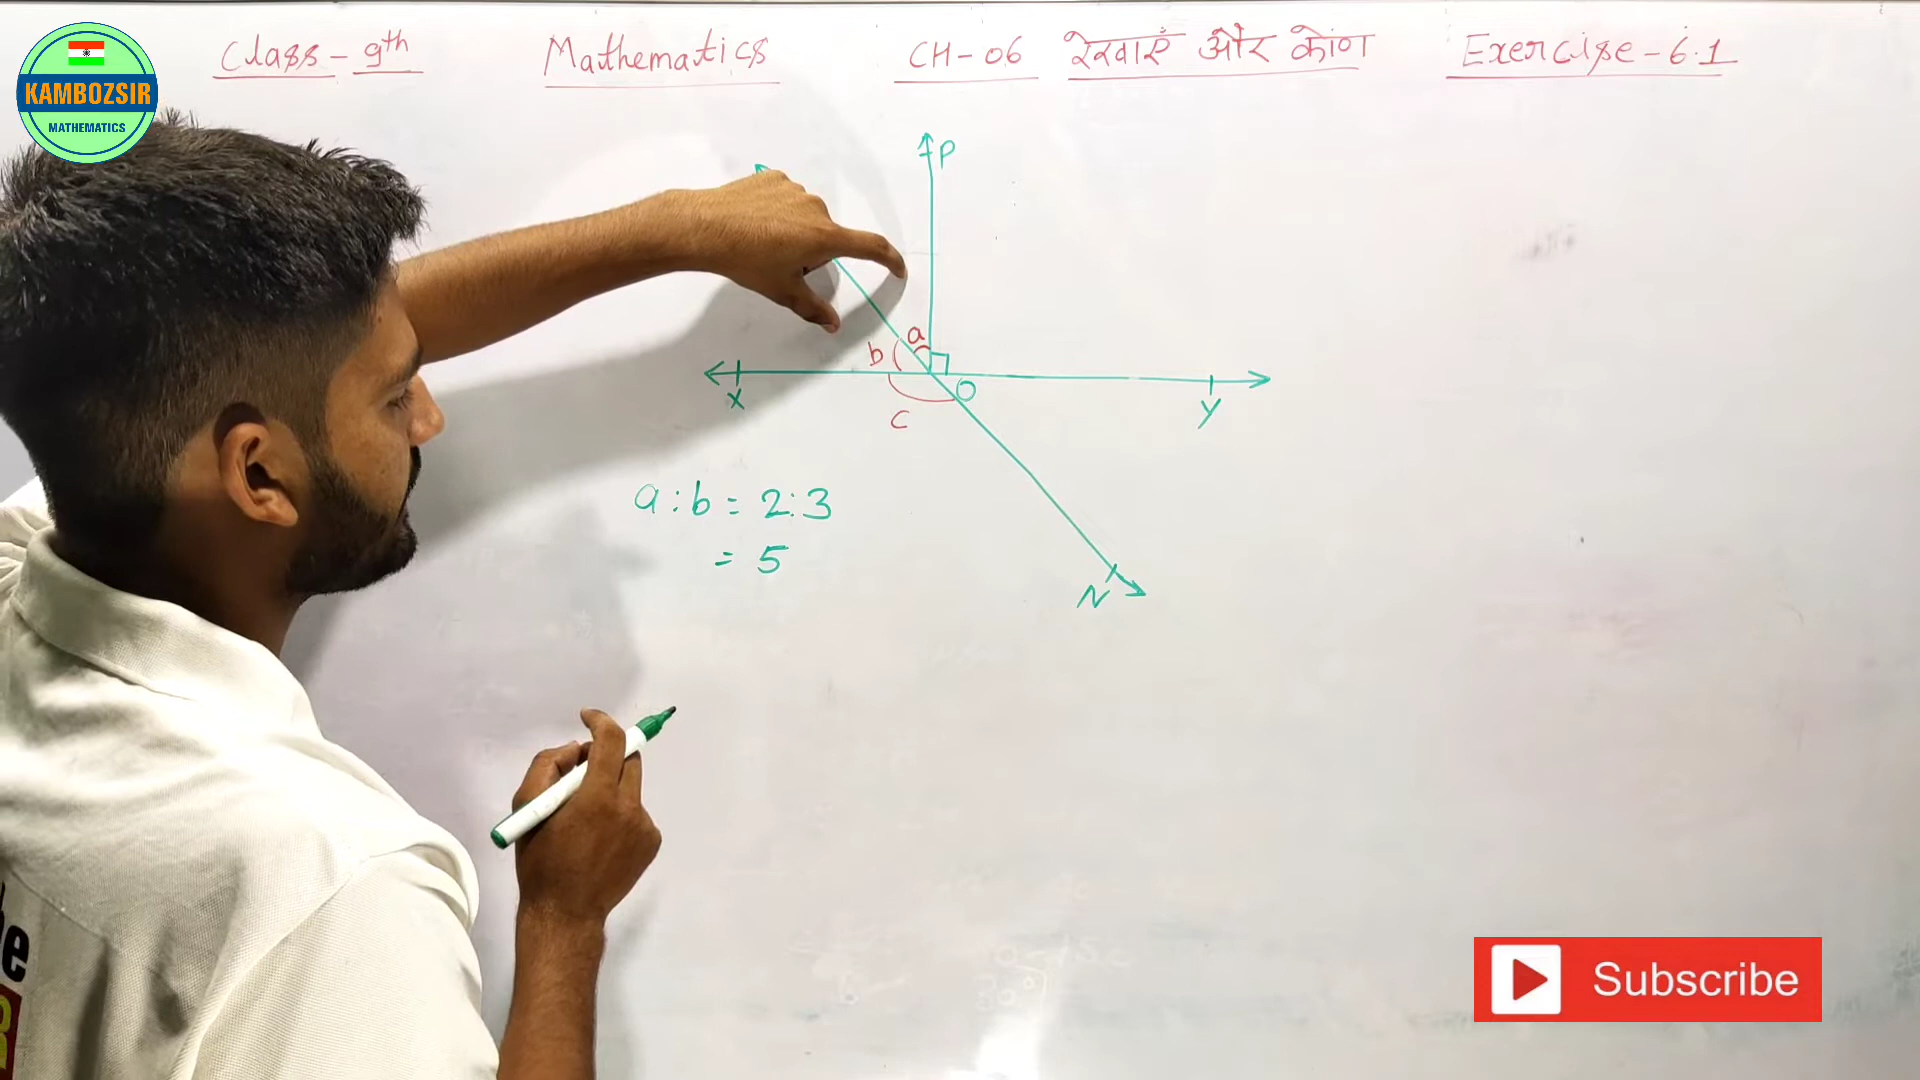 KAMBOZSIR
MATHEMATICS
Class - 9th Mathematics CH-06 रेखाएँ और कोण Exercise - 6.1
P
a
b
O
X
Y
C
a : b = 2 : 3
= 5
N
e
Subscribe